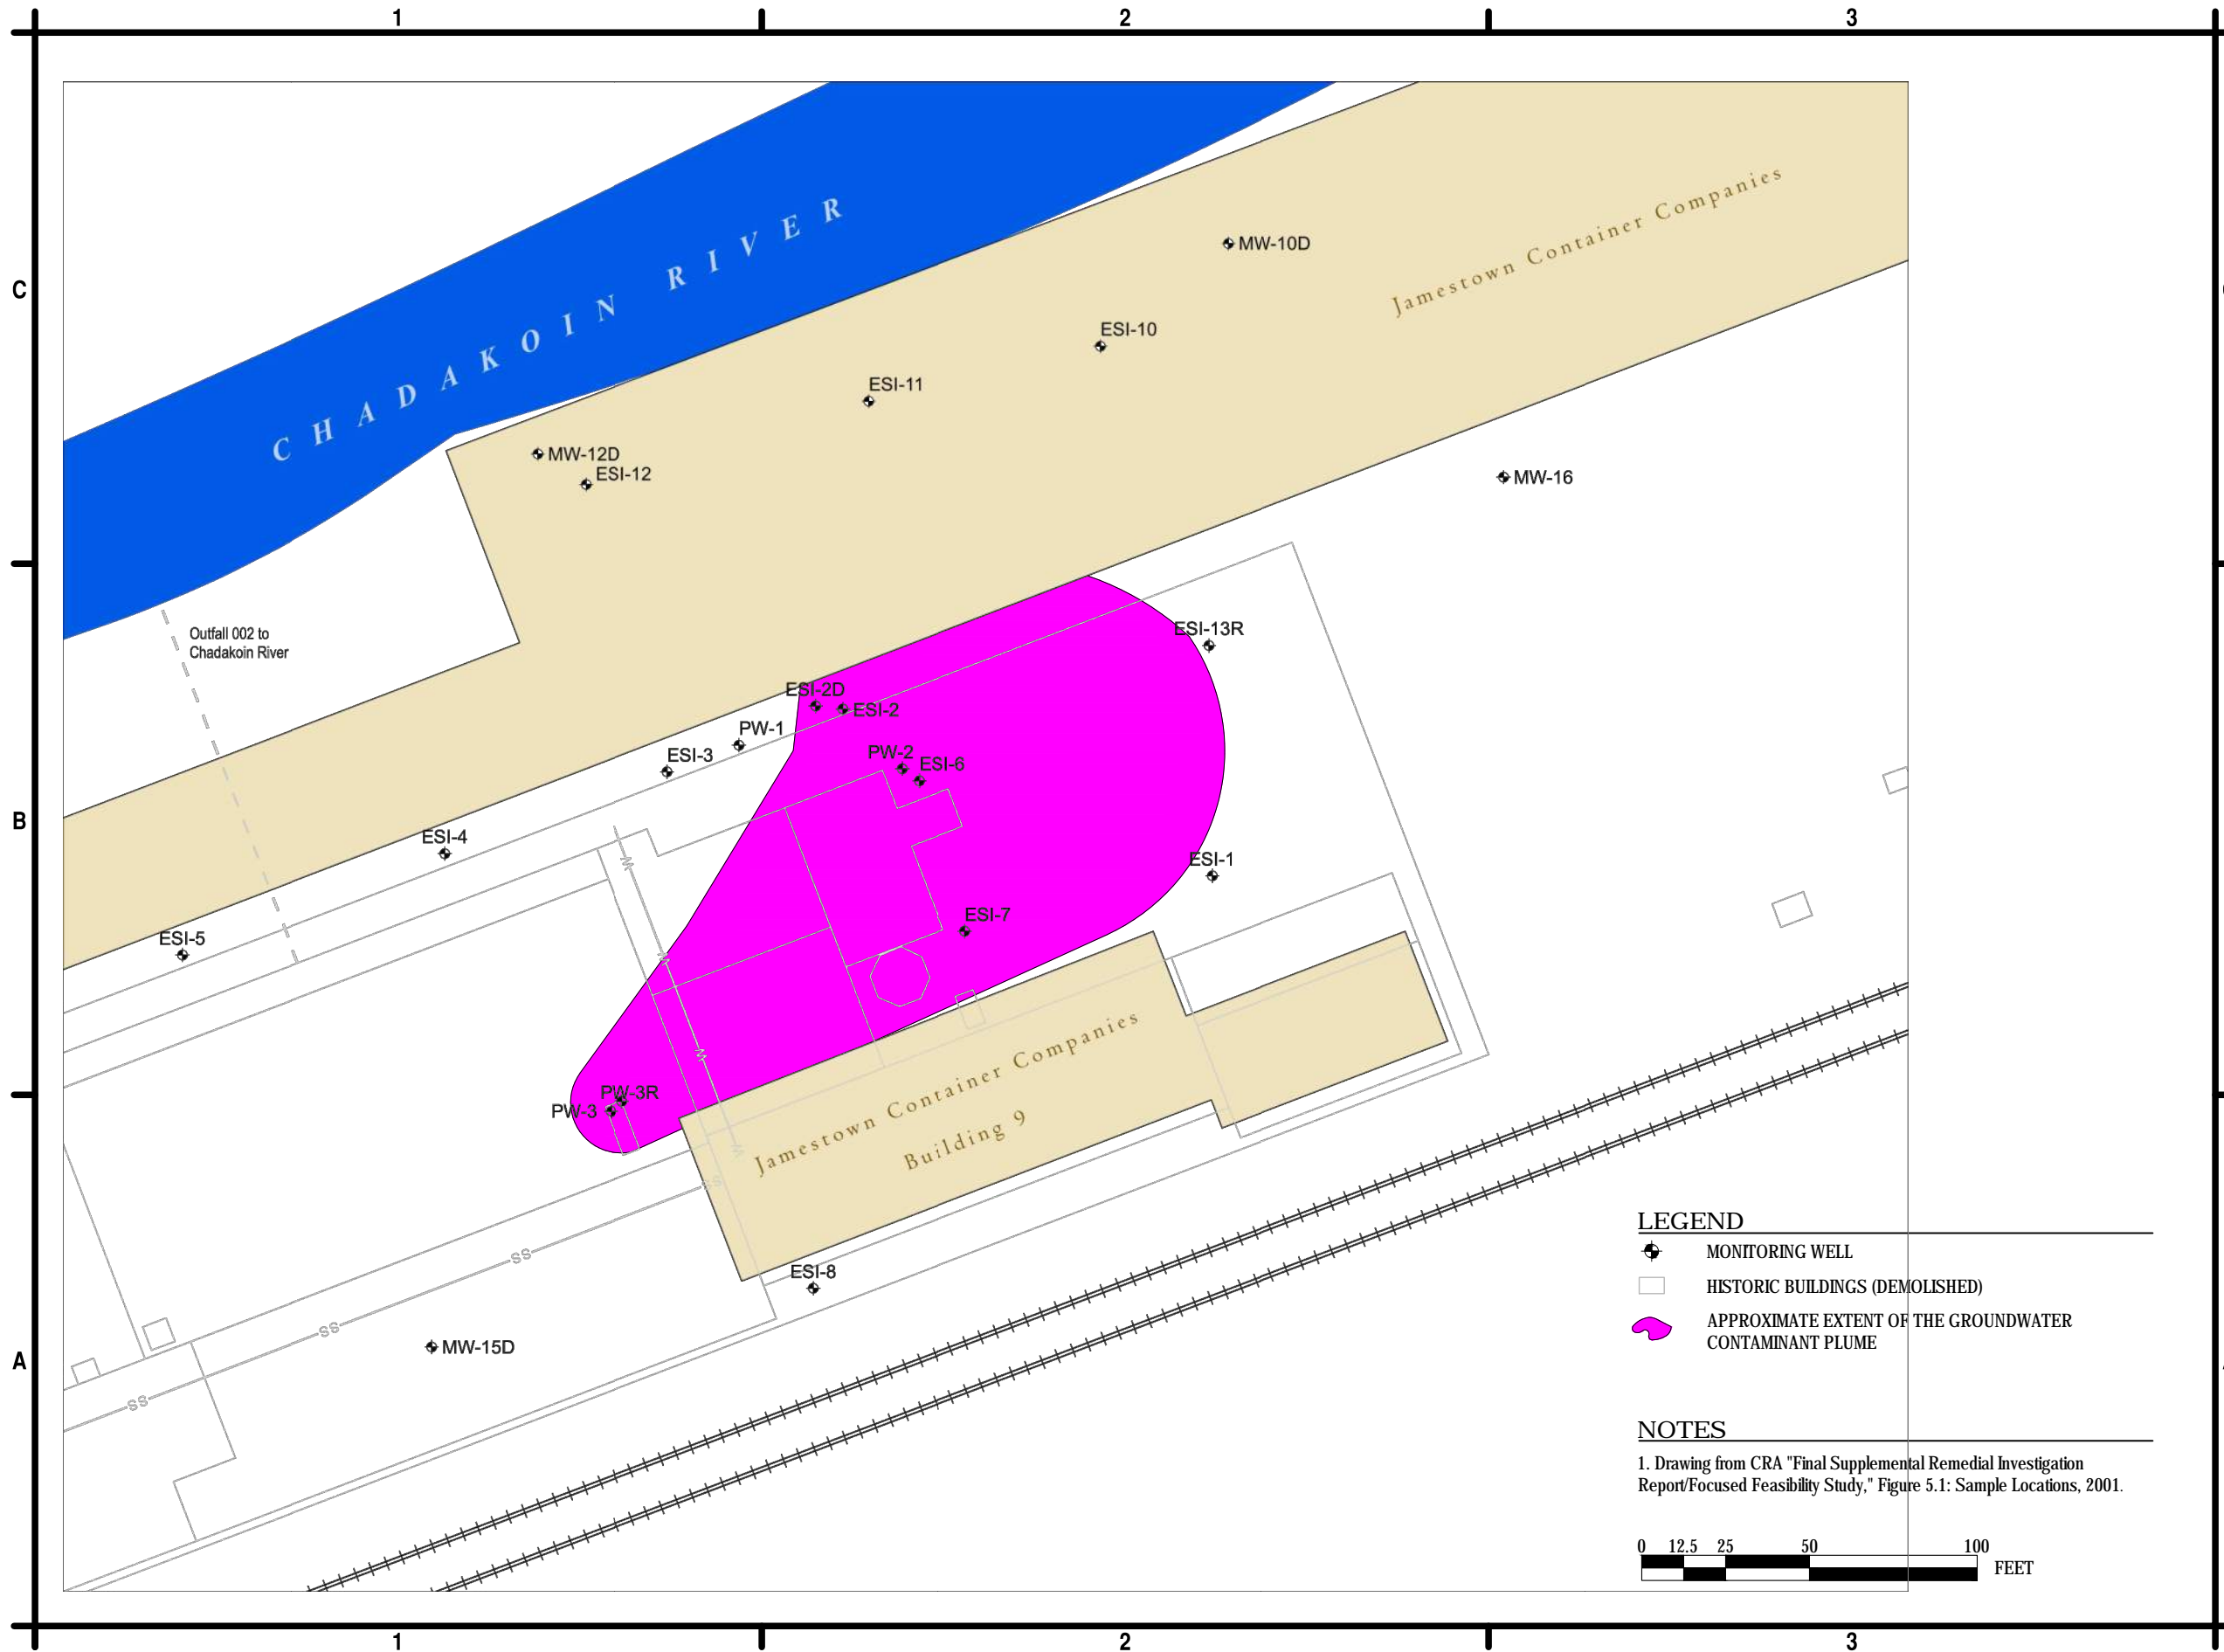 1 2 3
CHADAKOIN RIVER
Jamestown Container Companies
MW-10D
C
ESI-10
ESI-11
MW-12D
ESI-12
MW-16
Outfall 002 to
Chadakoin River
ESI-13R
ESI-2D
ESI-2
PW-1
ESI-3
PW-2
ESI-6
B
ESI-4
W
ESI-1
ESI-7
ESI-5
W
W
PW-3R
PW-3
Jamestown Container Companies
Building 9
W
SS
SS
ESI-8
SS
MW-15D
A
SS
LEGEND
MONITORING WELL
HISTORIC BUILDINGS (DEMOLISHED)
APPROXIMATE EXTENT OF THE GROUNDWATER
CONTAMINANT PLUME
NOTES
1. Drawing from CRA "Final Supplemental Remedial Investigation
Report/Focused Feasibility Study," Figure 5.1: Sample Locations, 2001.
0 12.5 25 50 100
FEET
1 2 3